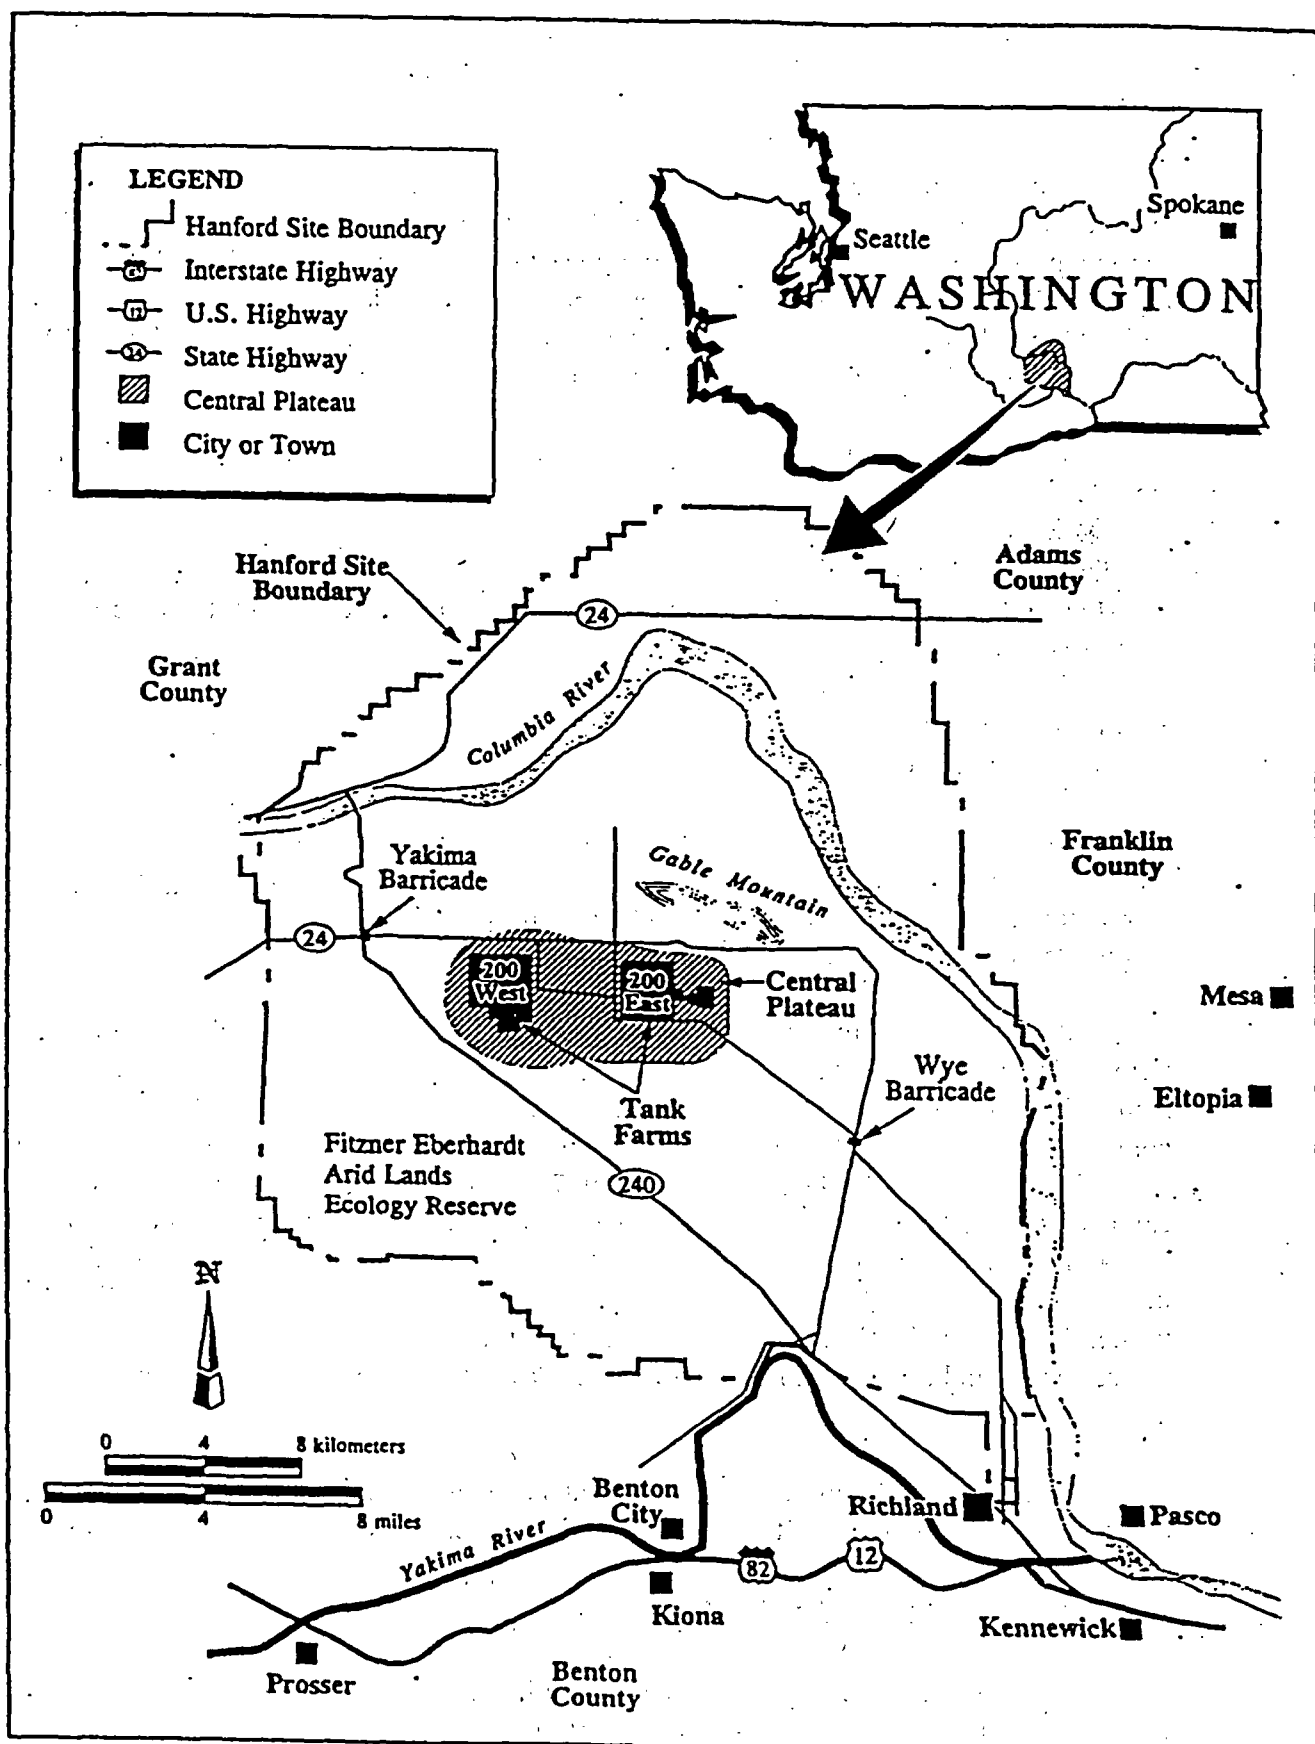 LEGEND
Hanford Site Boundary
Interstate Highway
12
U.S. Highway
24
State Highway
Central Plateau
City or Town
Spokane
Seattle
WASHINGTON
Hanford Site
Boundary
Adams
County
24
Grant
County
Columbia River
Yakima
Barricade
Gable Mountain
Franklin
County
24
200
West
200
East
Central
Plateau
Mesa
Wye
Barricade
Eltopia
Tank
Farms
Fitzner Eberhardt
Arid Lands
Ecology Reserve
240
N
0 4 8 kilometers
0 4 8 miles
Benton
City
Richland
Pasco
Yakima River
82
12
Kiona
Kennewick
Prosser
Benton
County